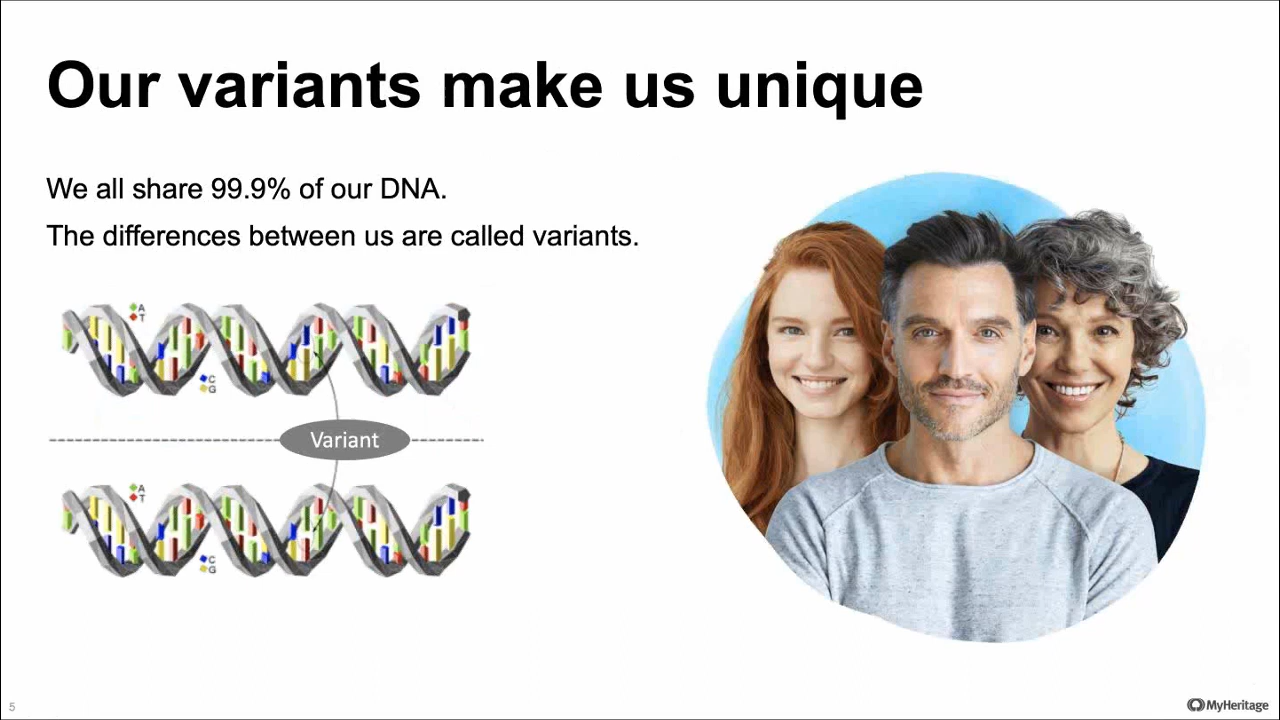 Our variants make us unique
We all share 99.9% of our DNA.
The differences between us are called variants.
A
T
C
G
Variant
A
T
C
G
5
MyHeritage